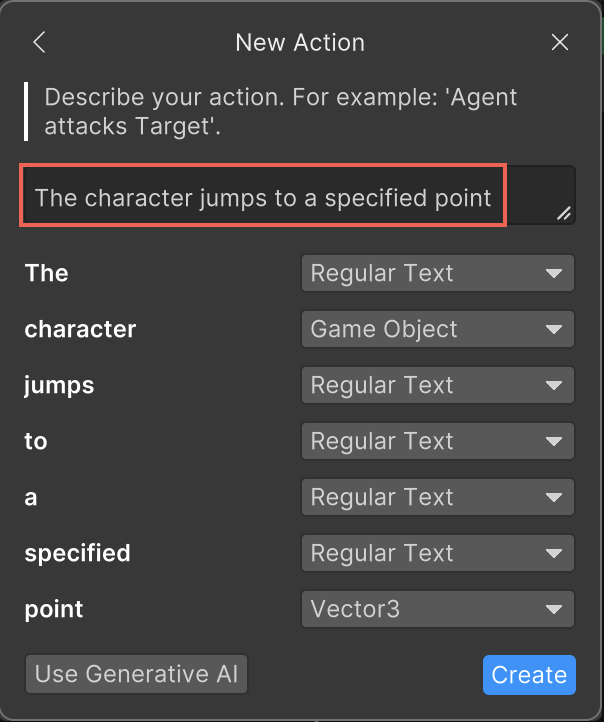 New Action
Describe your action. For example: 'Agent
attacks Target'.
The character jumps to a specified point
The Regular Text
character Game Object
jumps Regular Text
to Regular Text
a Regular Text
specified Regular Text
point Vector3
Use Generative AI Create